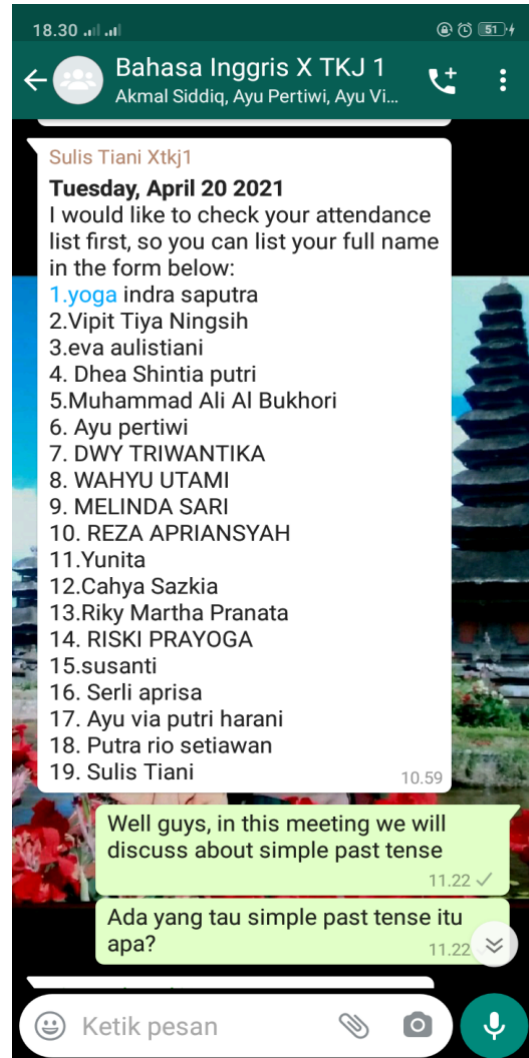 18.30
51
Bahasa Inggris X TKJ 1
Akmal Siddiq, Ayu Pertiwi, Ayu Vi...
Sulis Tiani Xtkj1
Tuesday, April 20 2021
I would like to check your attendance
list first, so you can list your full name
in the form below:
1.yoga indra saputra
2.Vipit Tiya Ningsih
3.eva aulistiani
4. Dhea Shintia putri
5.Muhammad Ali Al Bukhori
6. Ayu pertiwi
7. DWY TRIWANTIKA
8. WAHYU UTAMI
9. MELINDA SARI
10. REZA APRIANSYAH
11.Yunita
12.Cahya Sazkia
13.Riky Martha Pranata
14. RISKI PRAYOGA
15.susanti
16. Serli aprisa
17. Ayu via putri harani
18. Putra rio setiawan
19. Sulis Tiani
10.59
Well guys, in this meeting we will
discuss about simple past tense
11.22
Ada yang tau simple past tense itu
apa?
11.22
Ketik pesan